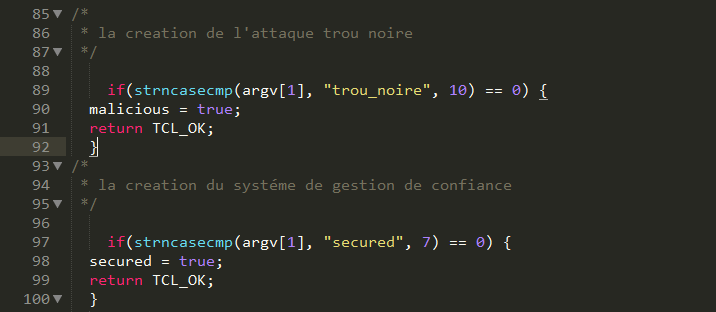 85 /*
86  * la creation de l'attaque trou noire
87  */
88
89     if(strncasecmp(argv[1], "trou_noire", 10) == 0) {
90   malicious = true;
91   return TCL_OK;
92   }
93 /*
94  * la creation du systéme de gestion de confiance
95  */
96
97     if(strncasecmp(argv[1], "secured", 7) == 0) {
98   secured = true;
99   return TCL_OK;
100   }